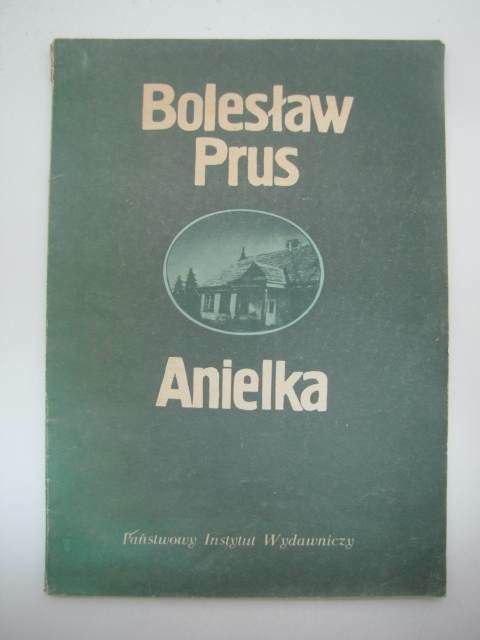 Bolesław
Prus
Anielka
Państwowy Instytut Wydawniczy